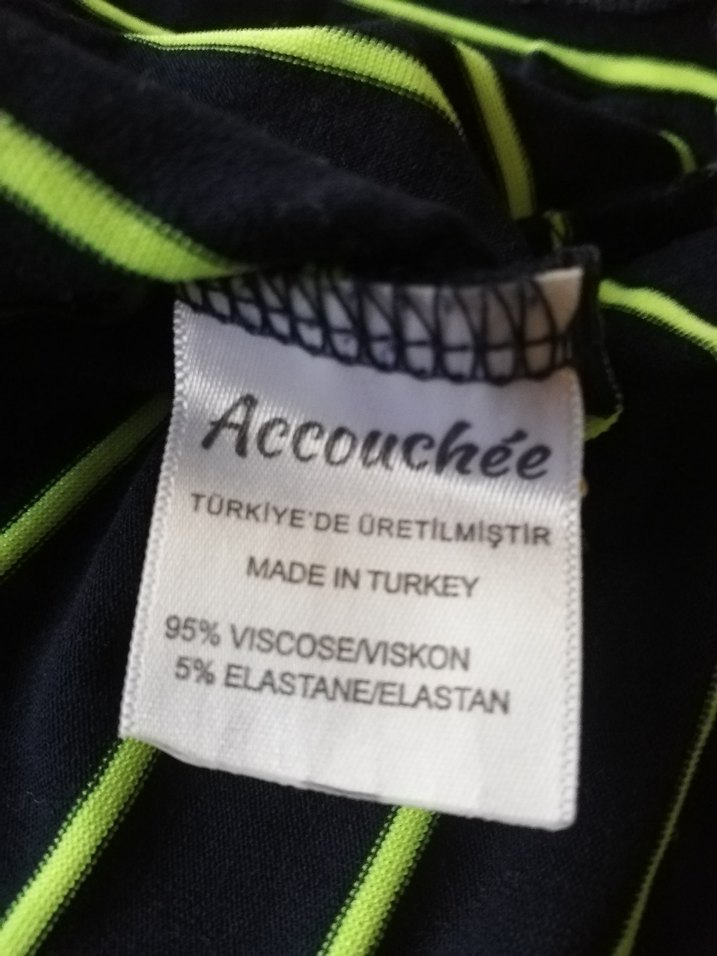 Accouchée
TÜRKİYE'DE ÜRETİLMİŞTİR
MADE IN TURKEY
95% VISCOSE/VISKON
5% ELASTANE/ELASTAN